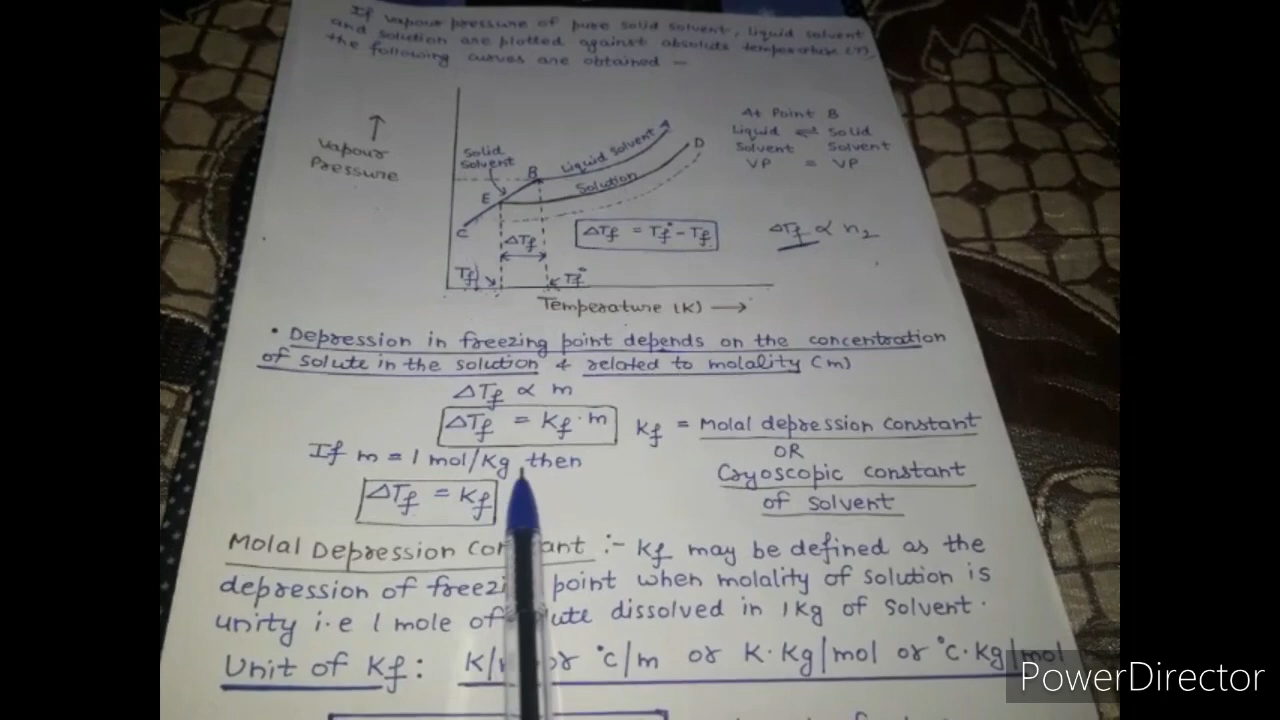 If vapour pressure of pure solid solvent, liquid solvent
and solution are plotted against absolute temperature (T),
the following curves are obtained -
↑
Vapour
Pressure
Solid
Solvent
Liquid Solvent
A
B
Solution
D
E
C
ΔTf
Tf
Tf°
ΔTf = Tf° - Tf
Temperature (K) →
At Point B
Liquid ⇌ Solid
Solvent Solvent
VP = VP
ΔTf ∝ n2
• Depression in freezing point depends on the concentration
of solute in the solution & related to molality (m)
ΔTf ∝ m
ΔTf = Kf · m
Kf = Molal depression constant
OR
Cryoscopic constant
of solvent
If m = 1 mol/Kg then
ΔTf = Kf
Molal Depression Constant :- Kf may be defined as the
depression of freezing point when molality of solution is
unity i.e 1 mole of solute dissolved in 1Kg of solvent.
Unit of Kf : K/m or °C/m or K·Kg/mol or °C·Kg/mol
PowerDirector